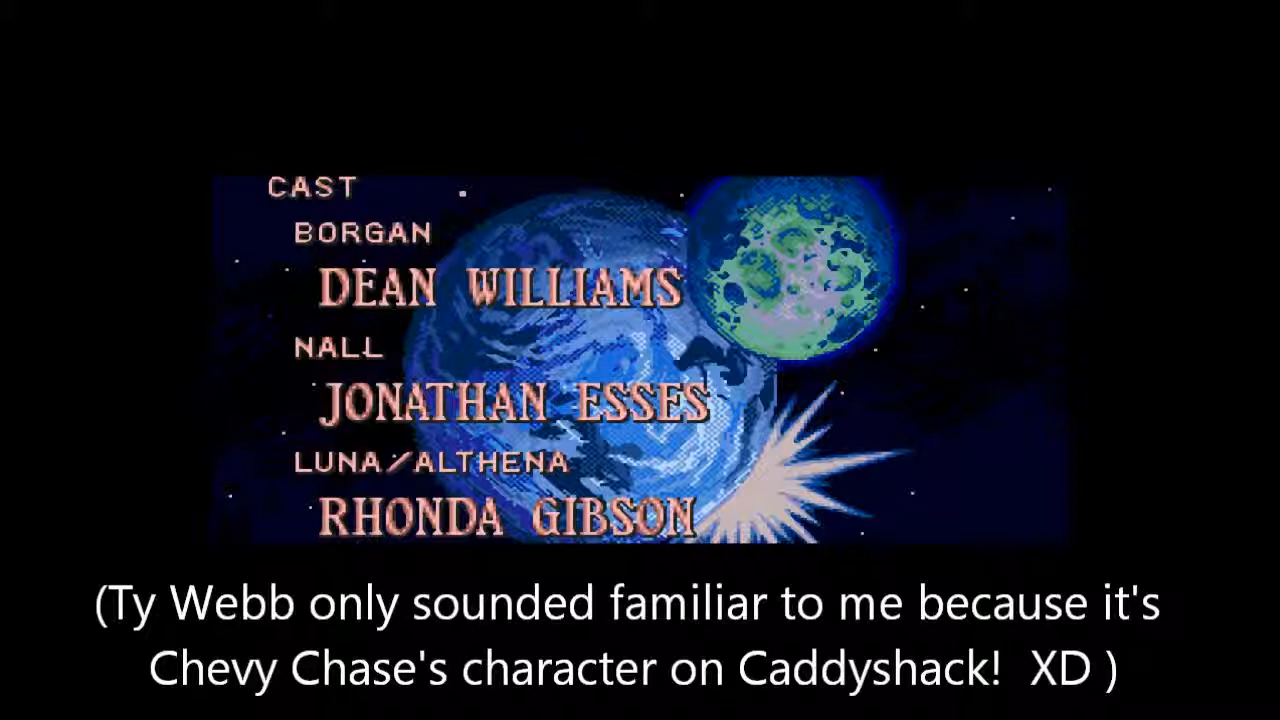 CAST
BORGAN
DEAN WILLIAMS
NALL
JONATHAN ESSES
LUNA/ALTHENA
RHONDA GIBSON
(Ty Webb only sounded familiar to me because it's
Chevy Chase's character on Caddyshack!  XD )